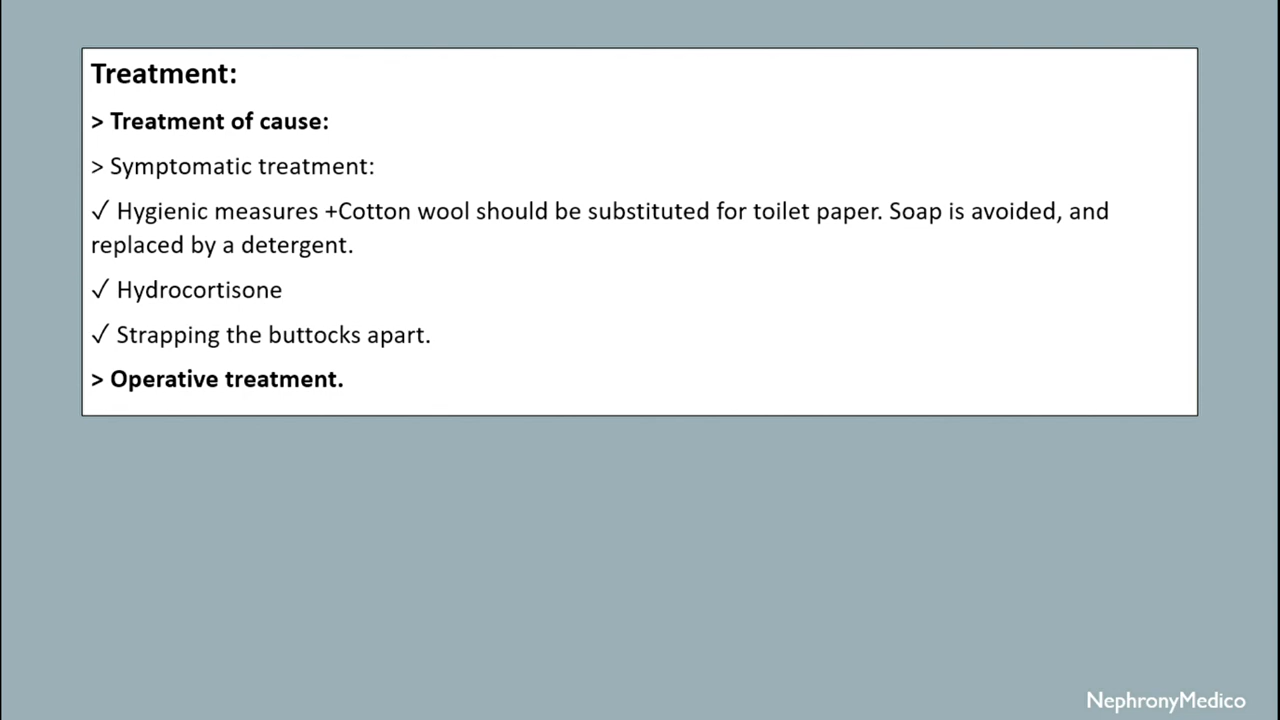 Treatment:
> Treatment of cause:
> Symptomatic treatment:
✓ Hygienic measures +Cotton wool should be substituted for toilet paper. Soap is avoided, and
replaced by a detergent.
✓ Hydrocortisone
✓ Strapping the buttocks apart.
> Operative treatment.
NephronyMedico